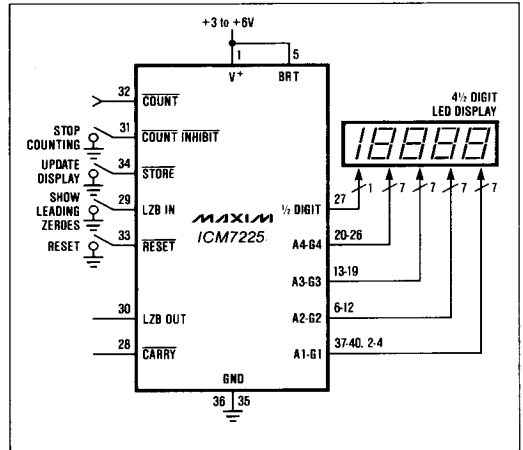 +3 to +6V
1
5
V+
BRT
32
COUNT
31
COUNT INHIBIT
STOP
COUNTING
34
STORE
UPDATE
DISPLAY
29
LZB IN
SHOW
LEADING
ZEROES
33
RESET
RESET
30
LZB OUT
28
CARRY
MAXIM
ICM7225
4½ DIGIT
LED DISPLAY
18888
½ DIGIT
27
1
7
7
7
7
A4-G4
20-26
A3-G3
13-19
A2-G2
6-12
A1-G1
37-40, 2-4
GND
36
35